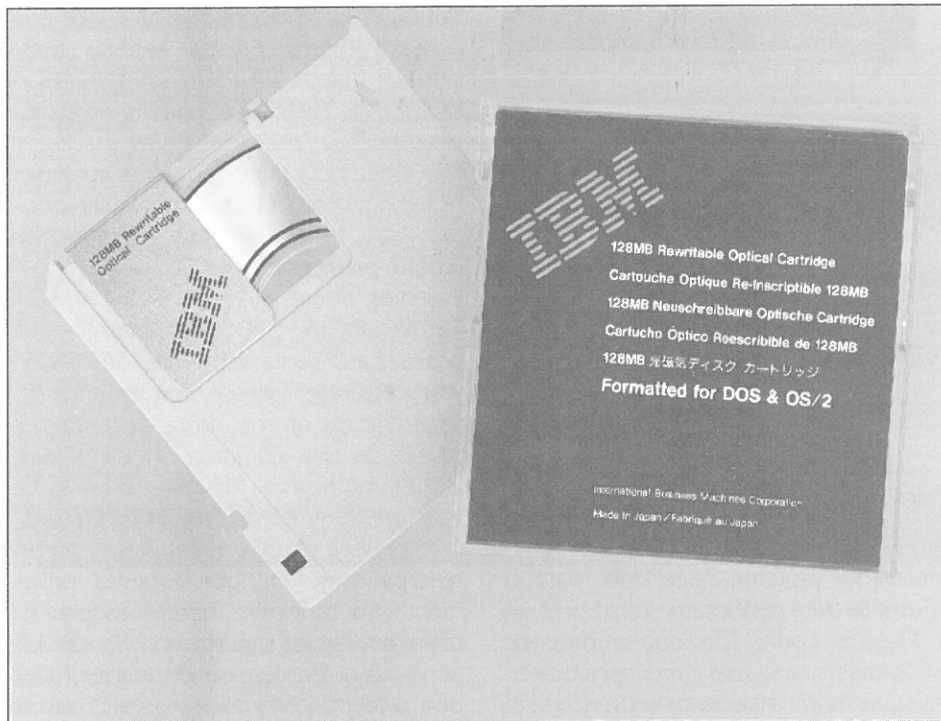 128MB Rewritable
Optical Cartridge
IBM
IBM
128MB Rewritable Optical Cartridge
Cartouche Optique Re-Inscriptible 128MB
128MB Neuschreibbare Optische Cartridge
Cartucho Óptico Reescribible de 128MB
128MB 光磁気ディスク カートリッジ
Formatted for DOS & OS/2
International Business Machines Corporation
Made in Japan/Fabriqué au Japan